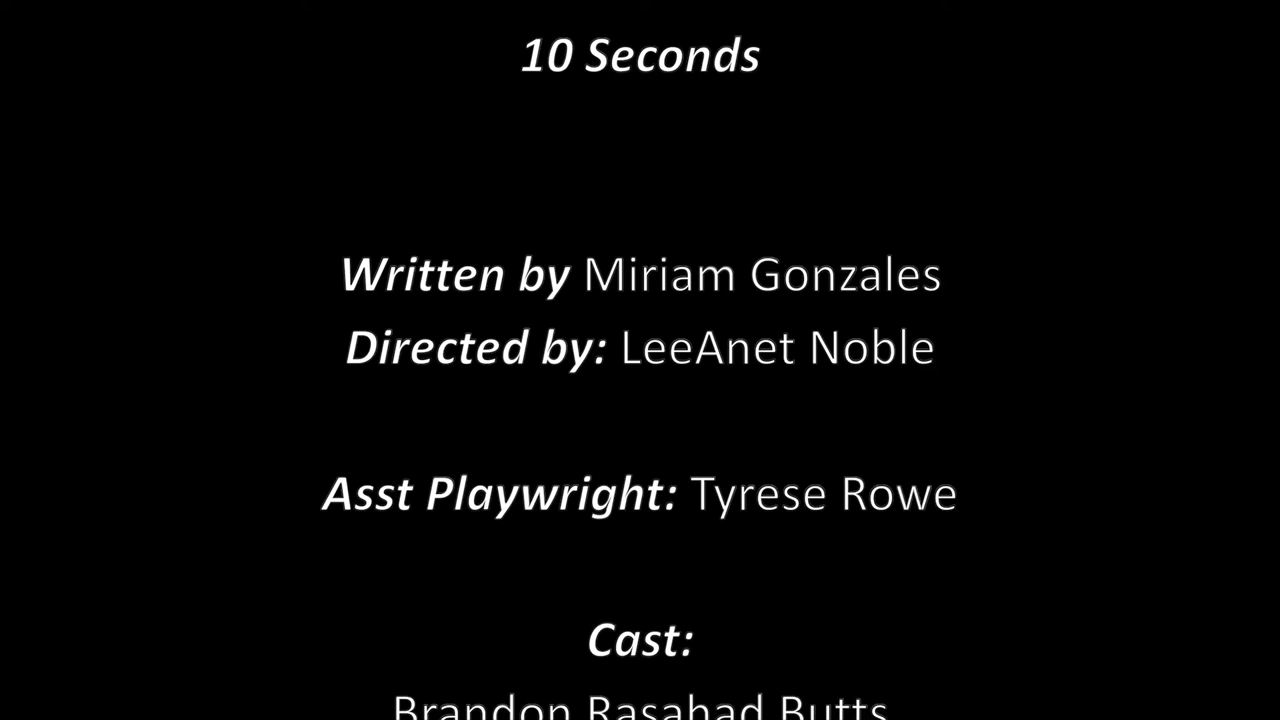 10 Seconds
Written by Miriam Gonzales
Directed by: LeeAnet Noble
Asst Playwright: Tyrese Rowe
Cast:
Brandon Rasahad Butts